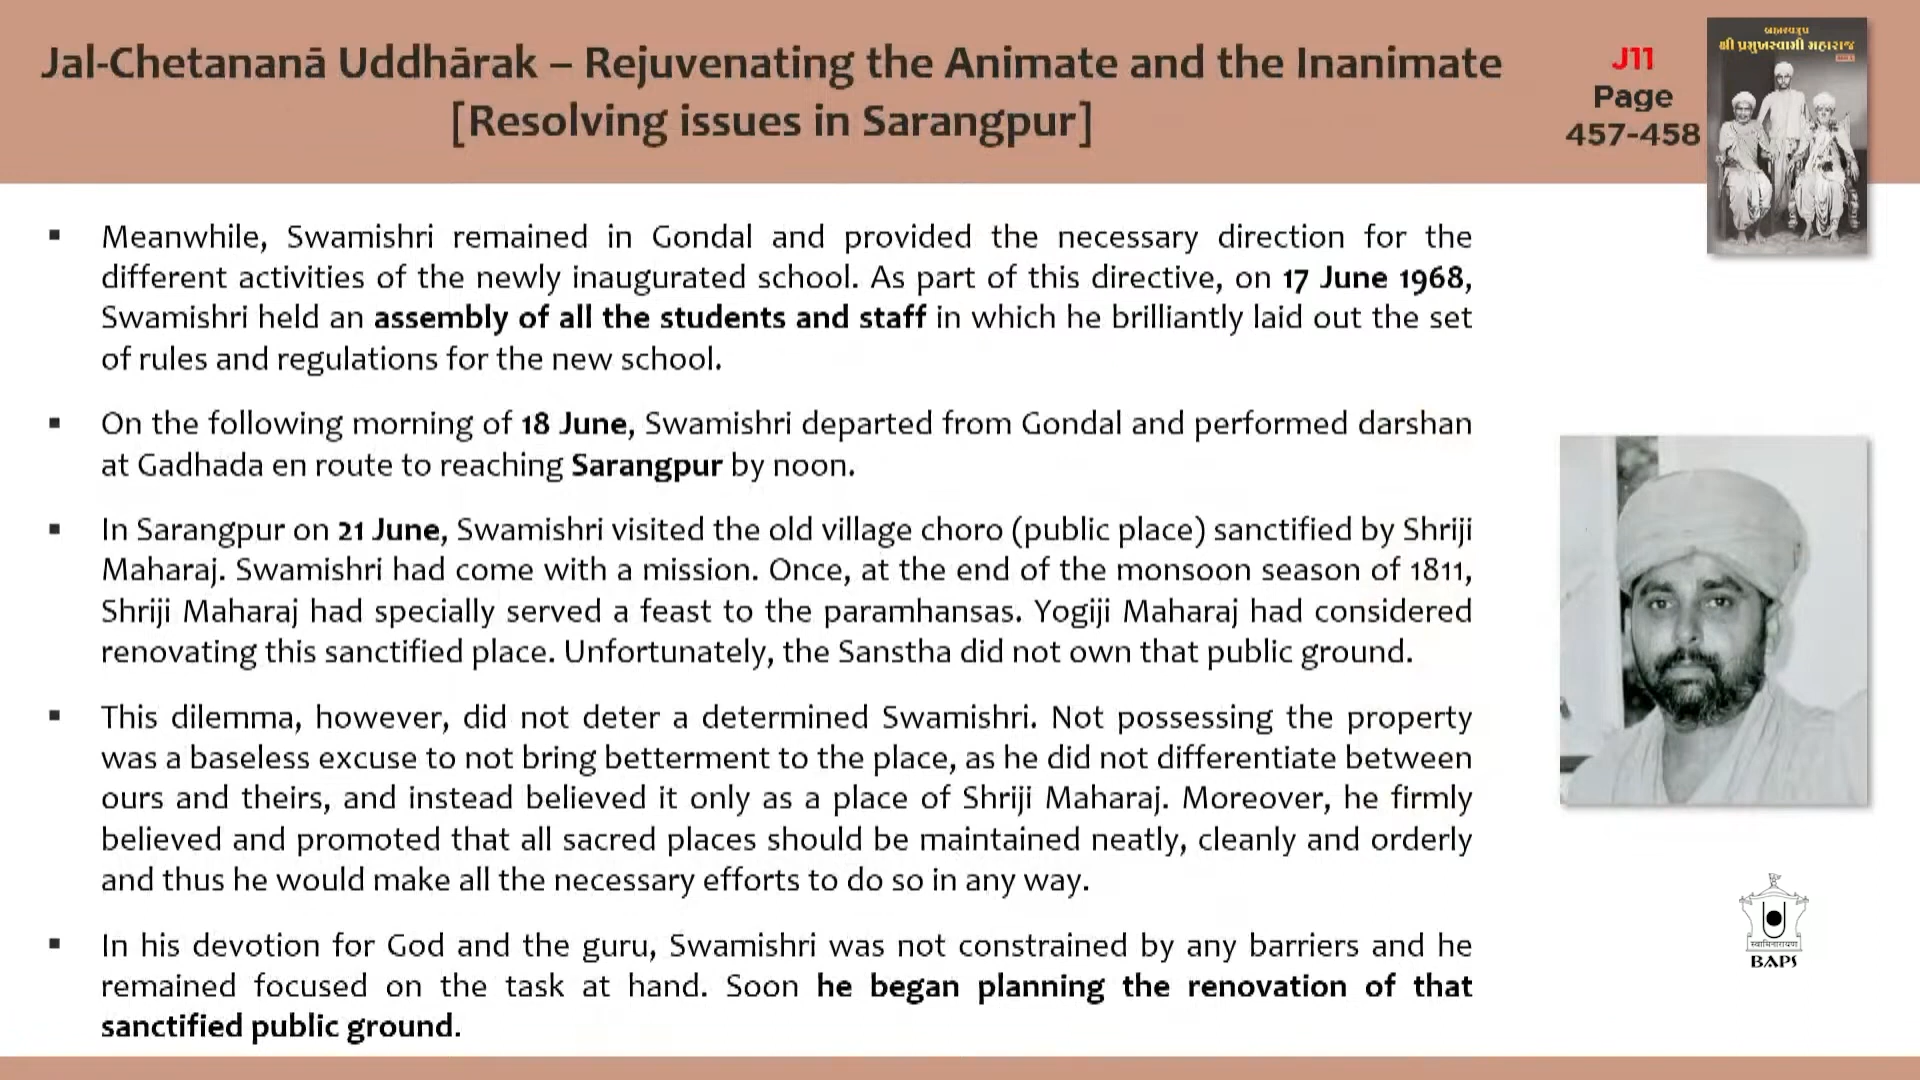 Jal-Chetananā Uddhārak – Rejuvenating the Animate and the Inanimate
[Resolving issues in Sarangpur]
J11
Page
457-458
બ્રહ્મસ્વરૂપ
શ્રી પ્રમુખસ્વામી મહારાજ
▪ Meanwhile, Swamishri remained in Gondal and provided the necessary direction for the
different activities of the newly inaugurated school. As part of this directive, on 17 June 1968,
Swamishri held an assembly of all the students and staff in which he brilliantly laid out the set
of rules and regulations for the new school.
▪ On the following morning of 18 June, Swamishri departed from Gondal and performed darshan
at Gadhada en route to reaching Sarangpur by noon.
▪ In Sarangpur on 21 June, Swamishri visited the old village choro (public place) sanctified by Shriji
Maharaj. Swamishri had come with a mission. Once, at the end of the monsoon season of 1811,
Shriji Maharaj had specially served a feast to the paramhansas. Yogiji Maharaj had considered
renovating this sanctified place. Unfortunately, the Sanstha did not own that public ground.
▪ This dilemma, however, did not deter a determined Swamishri. Not possessing the property
was a baseless excuse to not bring betterment to the place, as he did not differentiate between
ours and theirs, and instead believed it only as a place of Shriji Maharaj. Moreover, he firmly
believed and promoted that all sacred places should be maintained neatly, cleanly and orderly
and thus he would make all the necessary efforts to do so in any way.
▪ In his devotion for God and the guru, Swamishri was not constrained by any barriers and he
remained focused on the task at hand. Soon he began planning the renovation of that
sanctified public ground.
स्वामिनारायण
BAPS